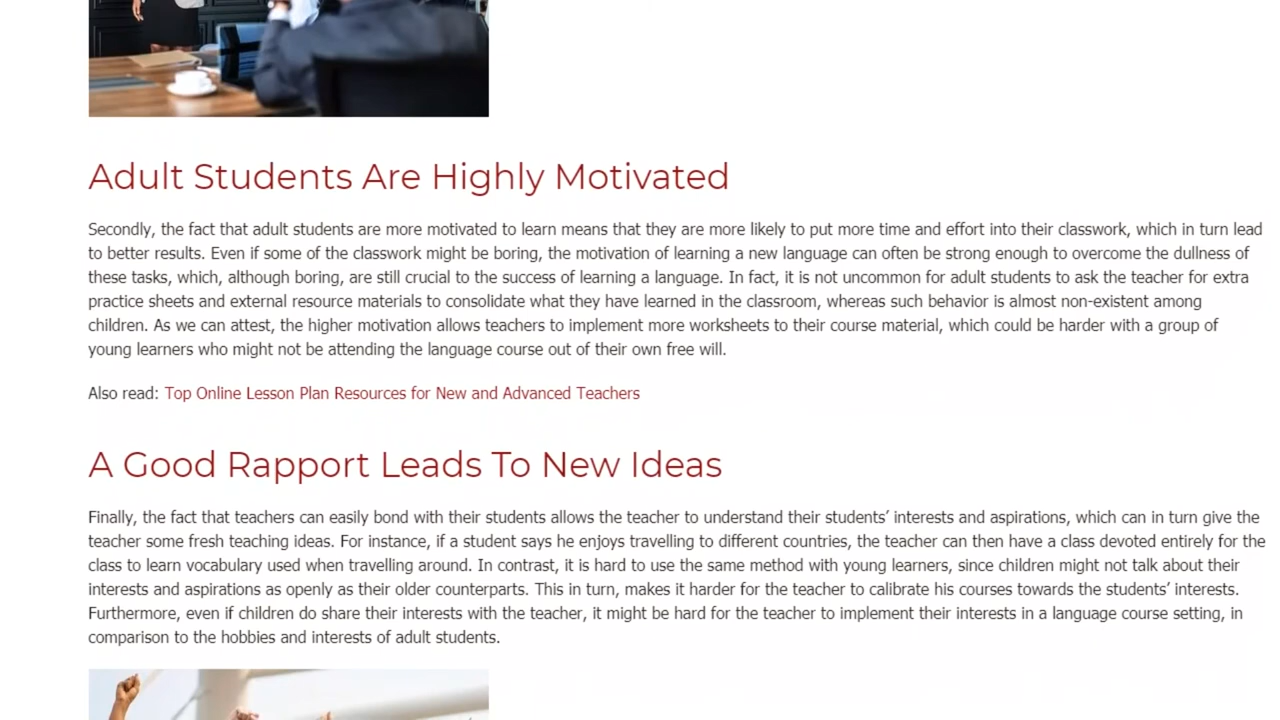 Adult Students Are Highly Motivated
Secondly, the fact that adult students are more motivated to learn means that they are more likely to put more time and effort into their classwork, which in turn lead
to better results. Even if some of the classwork might be boring, the motivation of learning a new language can often be strong enough to overcome the dullness of
these tasks, which, although boring, are still crucial to the success of learning a language. In fact, it is not uncommon for adult students to ask the teacher for extra
practice sheets and external resource materials to consolidate what they have learned in the classroom, whereas such behavior is almost non-existent among
children. As we can attest, the higher motivation allows teachers to implement more worksheets to their course material, which could be harder with a group of
young learners who might not be attending the language course out of their own free will.
Also read: Top Online Lesson Plan Resources for New and Advanced Teachers
A Good Rapport Leads To New Ideas
Finally, the fact that teachers can easily bond with their students allows the teacher to understand their students’ interests and aspirations, which can in turn give the
teacher some fresh teaching ideas. For instance, if a student says he enjoys travelling to different countries, the teacher can then have a class devoted entirely for the
class to learn vocabulary used when travelling around. In contrast, it is hard to use the same method with young learners, since children might not talk about their
interests and aspirations as openly as their older counterparts. This in turn, makes it harder for the teacher to calibrate his courses towards the students’ interests.
Furthermore, even if children do share their interests with the teacher, it might be hard for the teacher to implement their interests in a language course setting, in
comparison to the hobbies and interests of adult students.